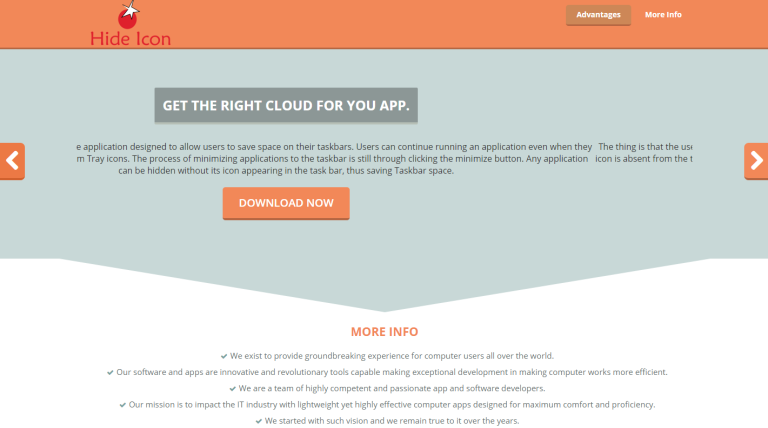 Hide Icon
Advantages
More Info
GET THE RIGHT CLOUD FOR YOU APP.
e application designed to allow users to save space on their taskbars. Users can continue running an application even when they
m Tray icons. The process of minimizing applications to the taskbar is still through clicking the minimize button. Any application
can be hidden without its icon appearing in the task bar, thus saving Taskbar space.
The thing is that the use
icon is absent from the t
DOWNLOAD NOW
MORE INFO
We exist to provide groundbreaking experience for computer users all over the world.
Our software and apps are innovative and revolutionary tools capable making exceptional development in making computer works more efficient.
We are a team of highly competent and passionate app and software developers.
Our mission is to impact the IT industry with lightweight yet highly effective computer apps designed for maximum comfort and proficiency.
We started with such vision and we remain true to it over the years.